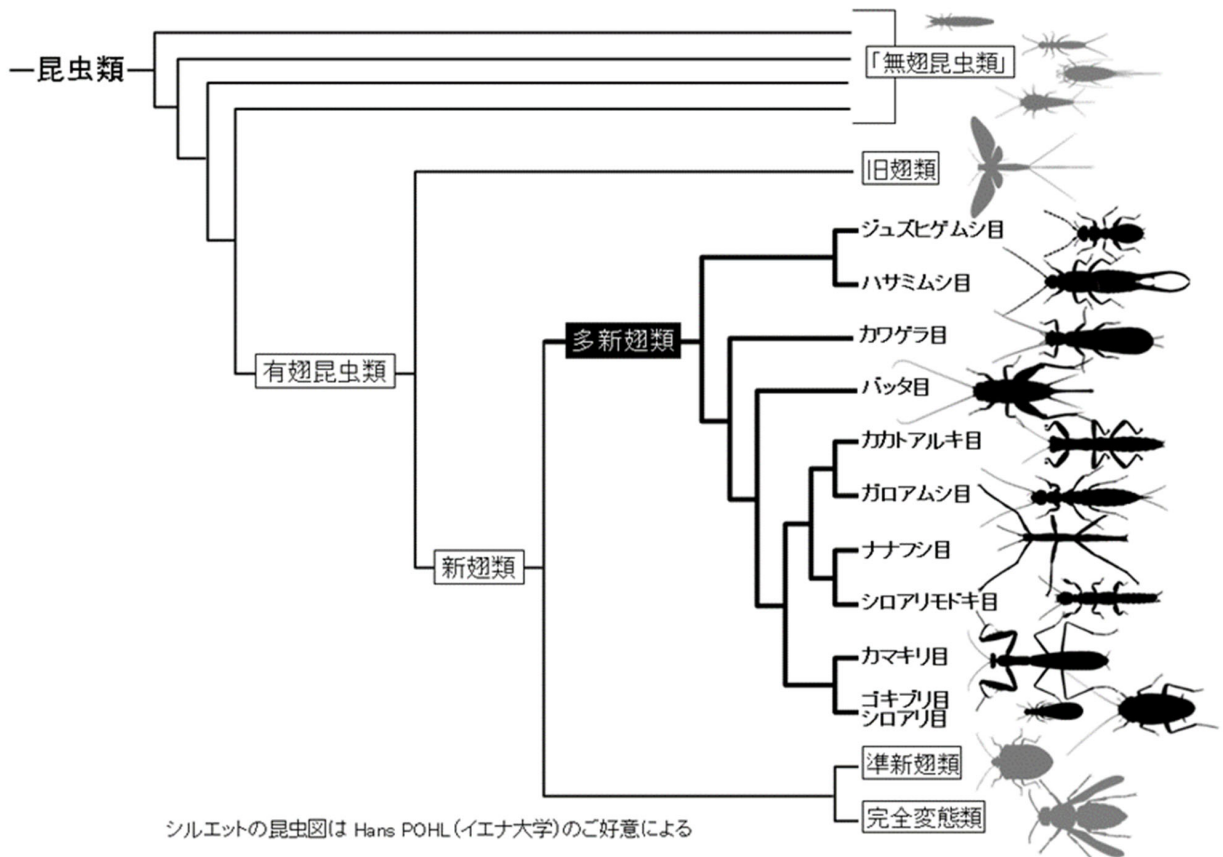 昆虫類
「無翅昆虫類」
旧翅類
ジュズヒゲムシ目
ハサミムシ目
多新翅類
カワゲラ目
有翅昆虫類
バッタ目
カカトアルキ目
ガロアムシ目
新翅類
ナナフシ目
シロアリモドキ目
カマキリ目
ゴキブリ目
シロアリ目
準新翅類
完全変態類
シルエットの昆虫図は Hans POHL(イエナ大学)のご好意による